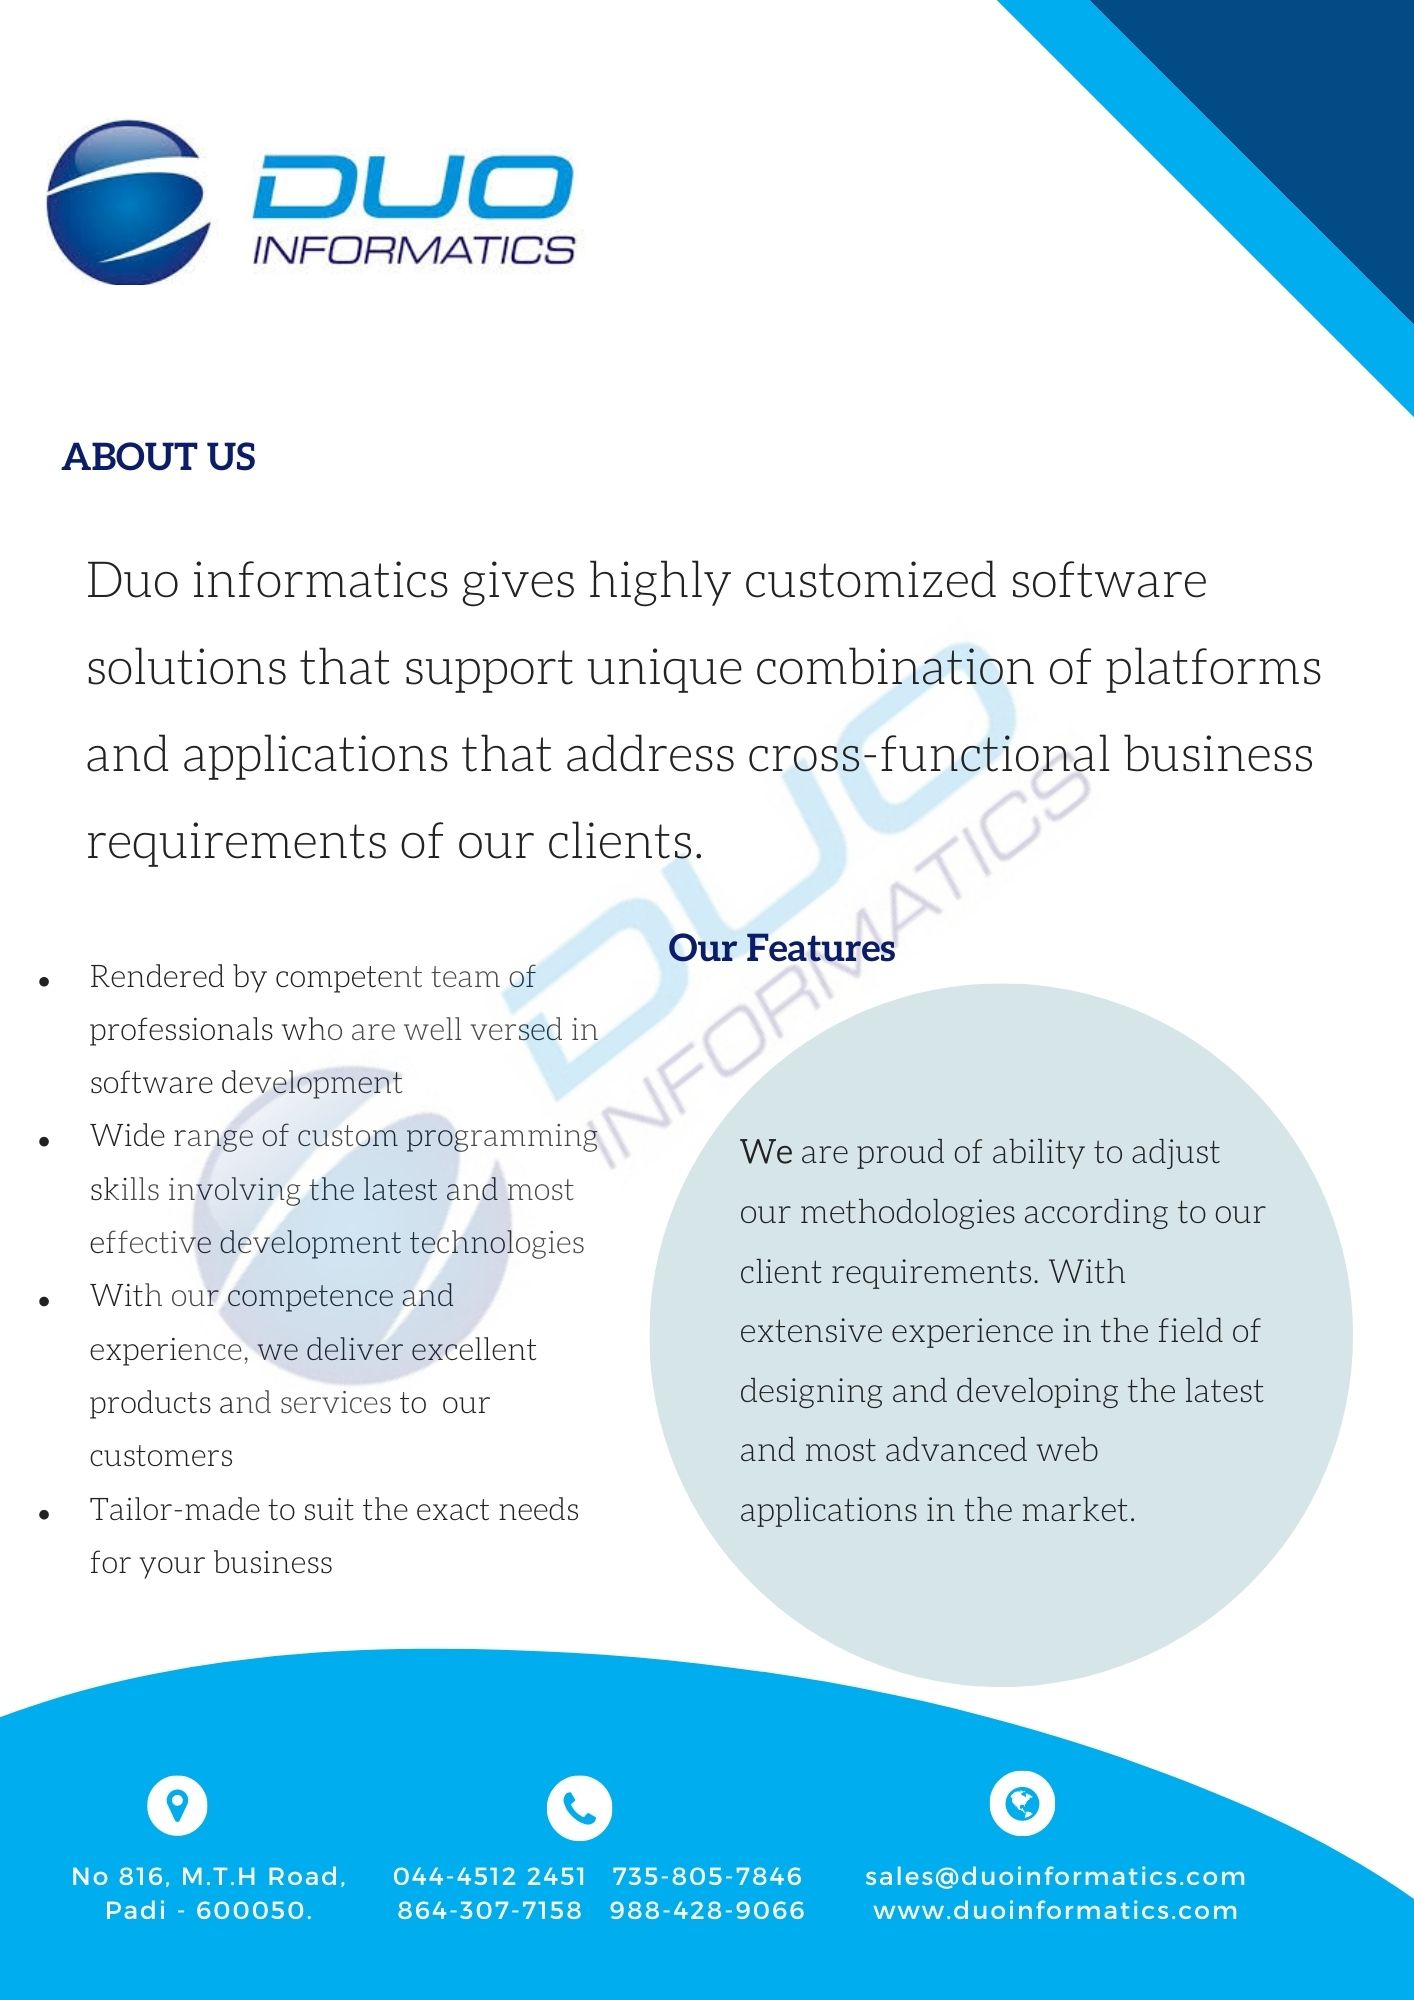 DUO
INFORMATICS
ABOUT US
Duo informatics gives highly customized software
solutions that support unique combination of platforms
and applications that address cross-functional business
requirements of our clients.
DUO
INFORMATICS
• Rendered by competent team of
professionals who are well versed in
software development
• Wide range of custom programming
skills involving the latest and most
effective development technologies
• With our competence and
experience, we deliver excellent
products and services to our
customers
• Tailor-made to suit the exact needs
for your business
Our Features
We are proud of ability to adjust
our methodologies according to our
client requirements. With
extensive experience in the field of
designing and developing the latest
and most advanced web
applications in the market.
No 816, M.T.H Road,
Padi - 600050.
044-4512 2451 735-805-7846
864-307-7158 988-428-9066
sales@duoinformatics.com
www.duoinformatics.com